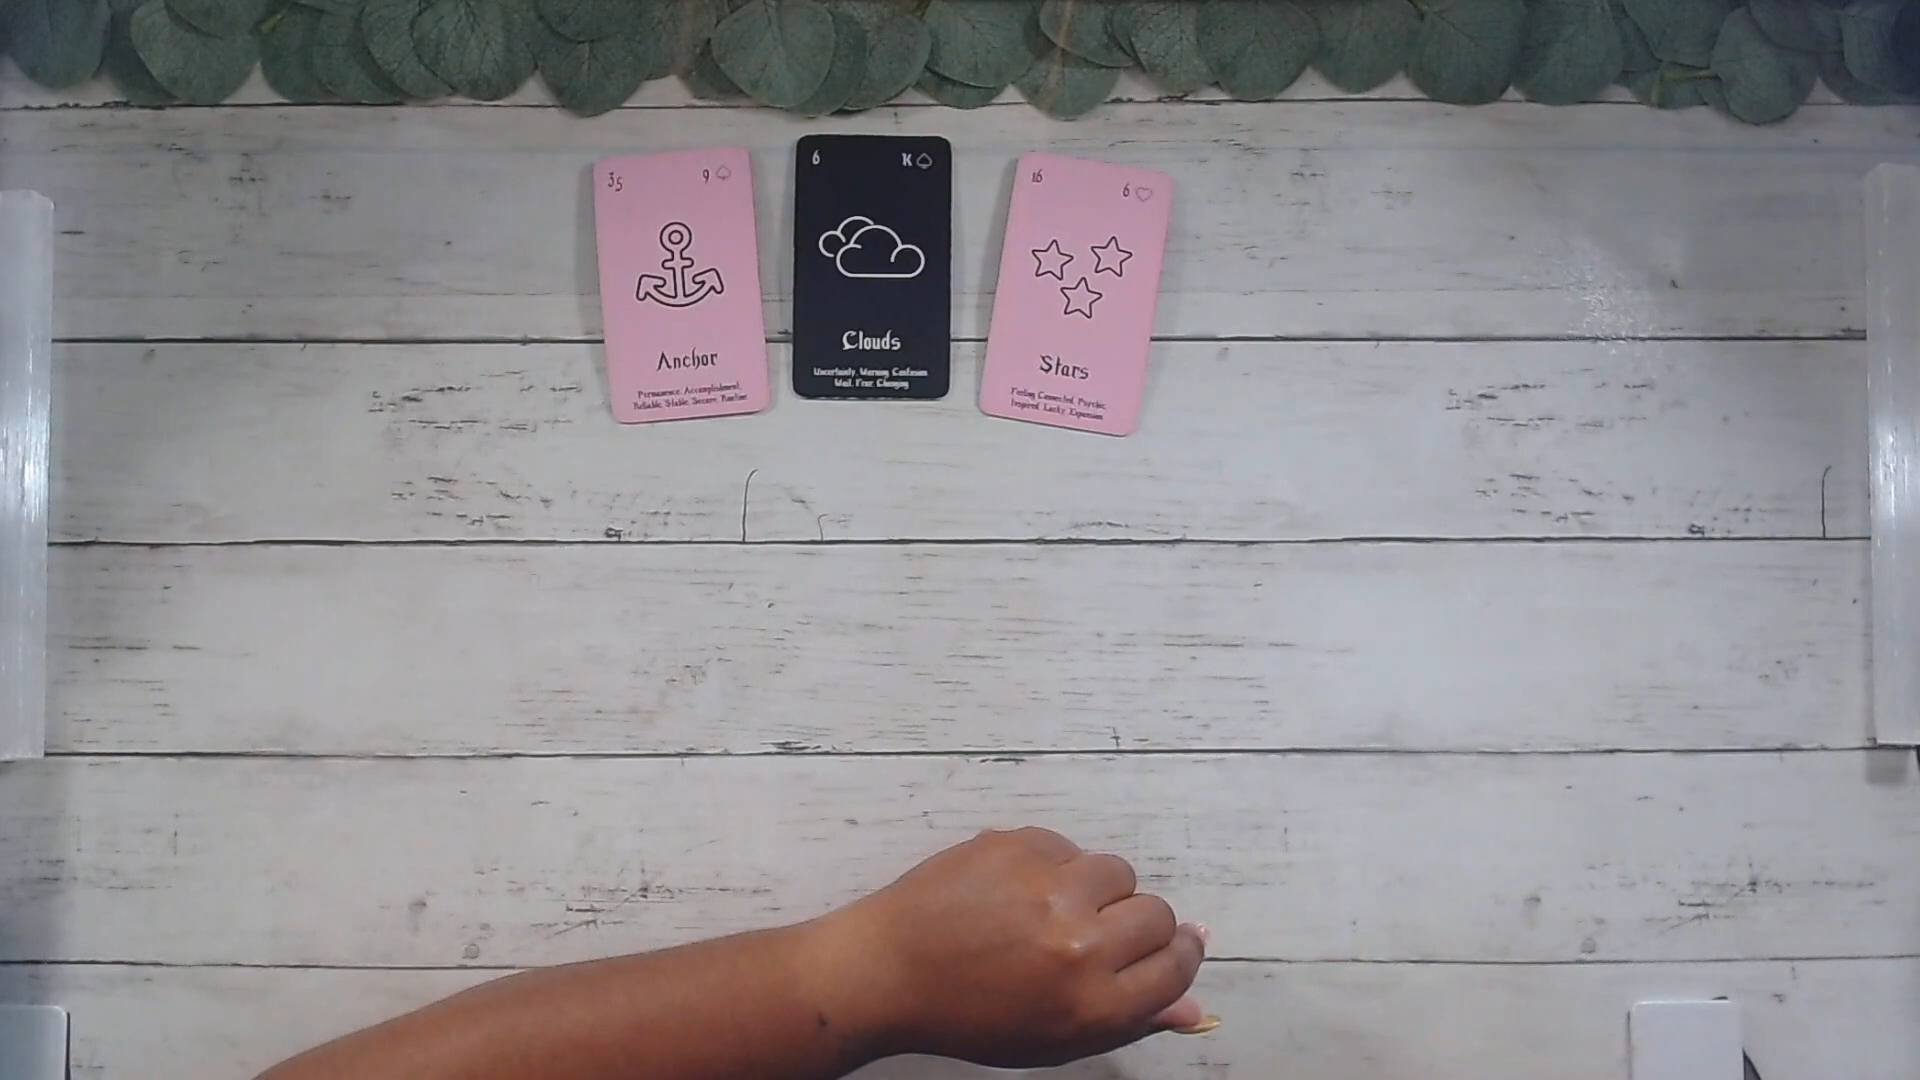 35 9
Anchor
Permanence, Accomplishment,
Reliable, Stable, Secure, Routine
6 K
Clouds
Uncertainty, Warning, Confusion
Wait, Fear, Changing
16 6
Stars
Feeling Connected, Psychic,
Inspired, Lucky, Expansion